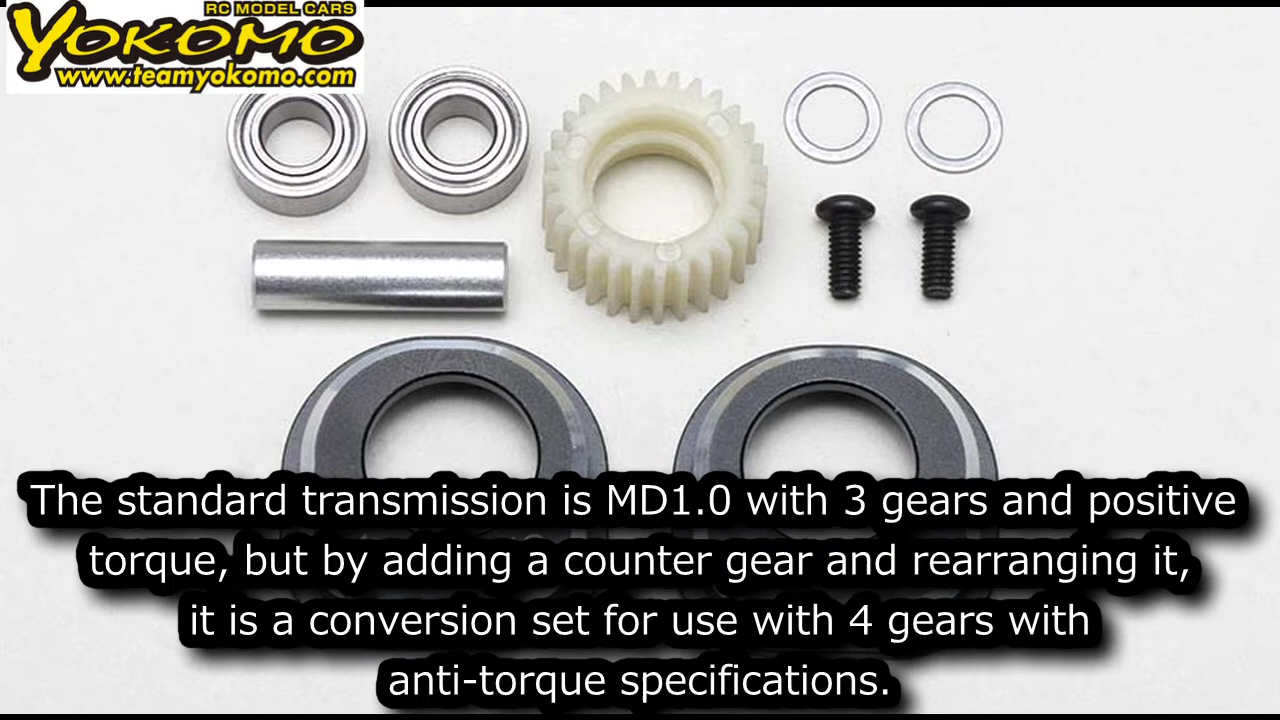 RC MODEL CARS
YOKOMO
www.teamyokomo.com
The standard transmission is MD1.0 with 3 gears and positive
torque, but by adding a counter gear and rearranging it,
it is a conversion set for use with 4 gears with
anti-torque specifications.